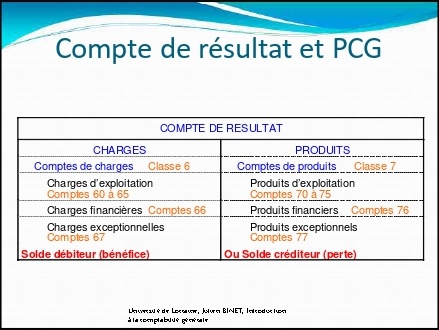 Compte de résultat et PCG
COMPTE DE RESULTAT
CHARGES PRODUITS
Comptes de charges Classe 6 Comptes de produits Classe 7
Charges d'exploitation Produits d'exploitation
Comptes 60 à 65 Comptes 70 à 75
Charges financières Comptes 66 Produits financiers Comptes 76
Charges exceptionnelles Produits exceptionnels
Comptes 67 Comptes 77
Solde débiteur (bénéfice) Ou Solde créditeur (perte)
Université de Lorraine, Julien BINET, Introduction
à la comptabilité générale